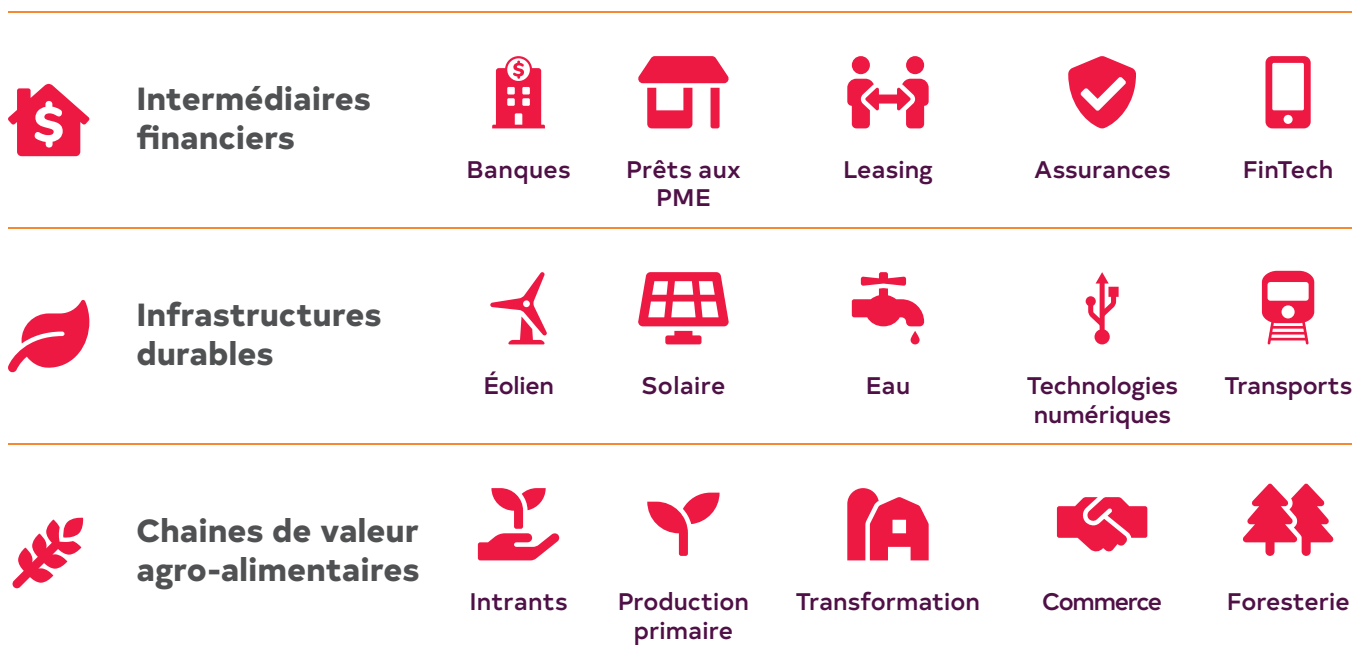 Intermédiaires
financiers
Banques
Prêts aux
PME
Leasing
Assurances
FinTech
Infrastructures
durables
Éolien
Solaire
Eau
Technologies
numériques
Transports
Chaines de valeur
agro-alimentaires
Intrants
Production
primaire
Transformation
Commerce
Foresterie